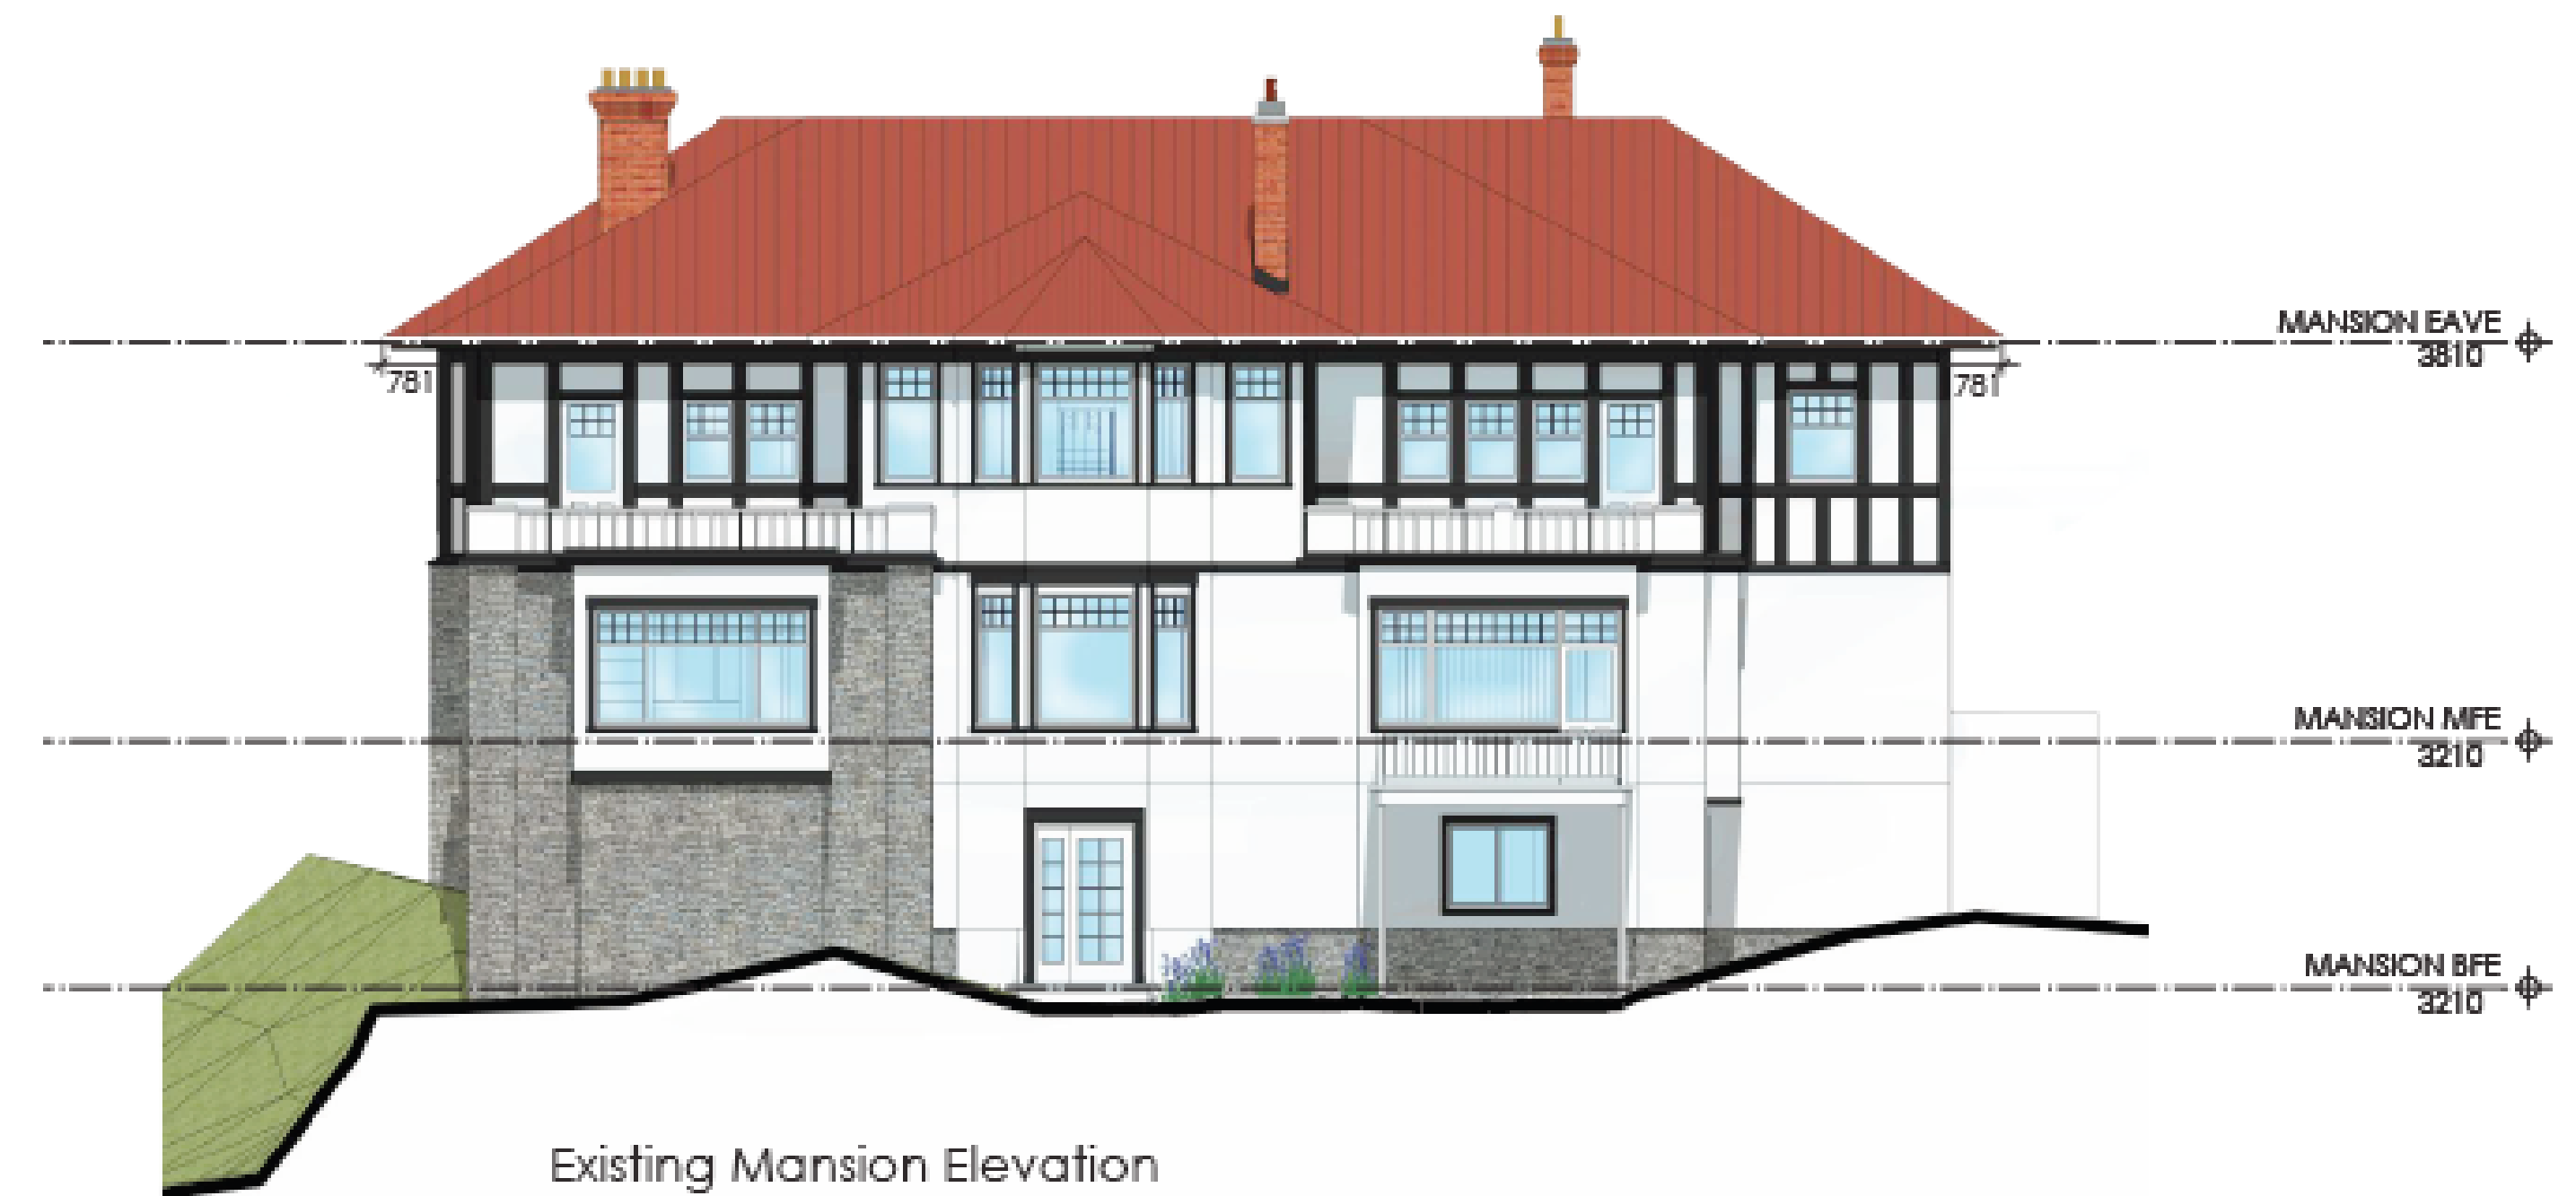 MANSION EAVE
3810
781
781
MANSION MFE
3210
MANSION BFE
3210
Existing Mansion Elevation